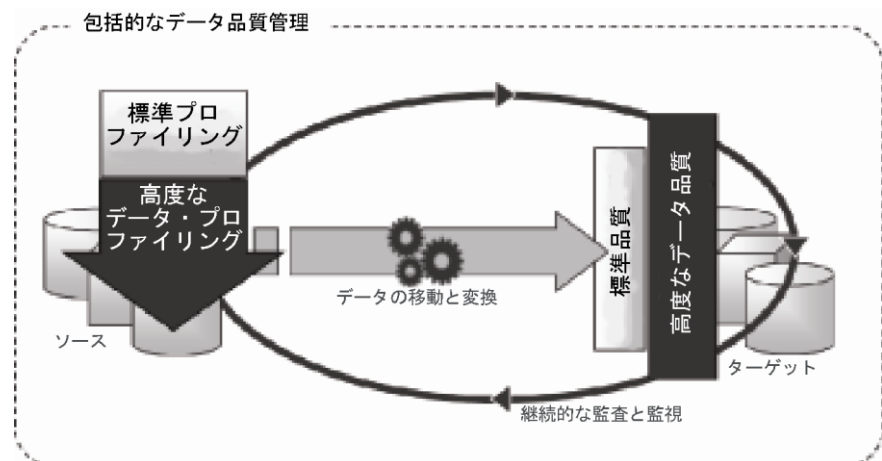 包括的なデータ品質管理
標準プロ
ファイリング
高度な
データ・プロ
ファイリング
ソース
データの移動と変換
標準品質
高度なデータ品質
ターゲット
継続的な監査と監視